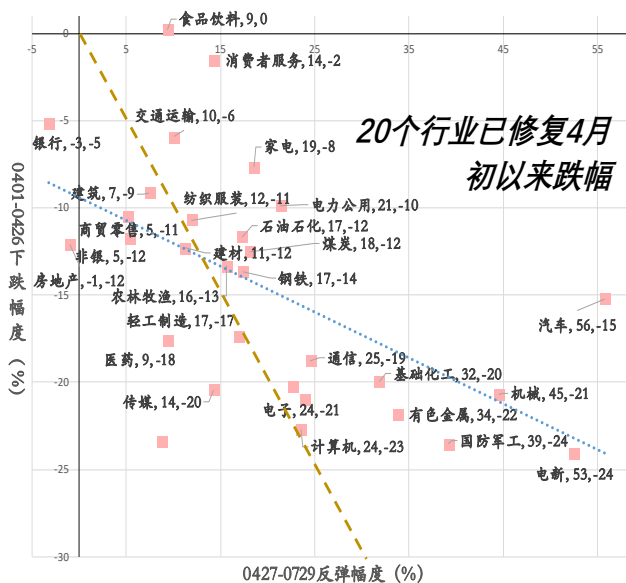 食品饮料,9,0
0
-5
5
15
25
35
45
55
消费者服务,14,-2
-5
交通运输,10,-6
20个行业已修复4月
初以来跌幅
银行,-3,-5
家电,19,-8
建筑,7,-9
纺织服装,12,-11
电力公用,21,-10
-10
商贸零售,5,-11
石油石化,17,-12
非银,5,-12
建材,11,-12
煤炭,18,-12
房地产,-1,-12
钢铁,17,-14
-15
农林牧渔,16,-13
轻工制造,17,-17
汽车,56,-15
医药,9,-18
通信,25,-19
基础化工,32,-20
-20
传媒,14,-20
机械,45,-21
电子,24,-21
有色金属,34,-22
计算机,24,-23
国防军工,39,-24
-25
电新,53,-24
-30
0401-0426下跌幅度（%）
0427-0729反弹幅度（%）